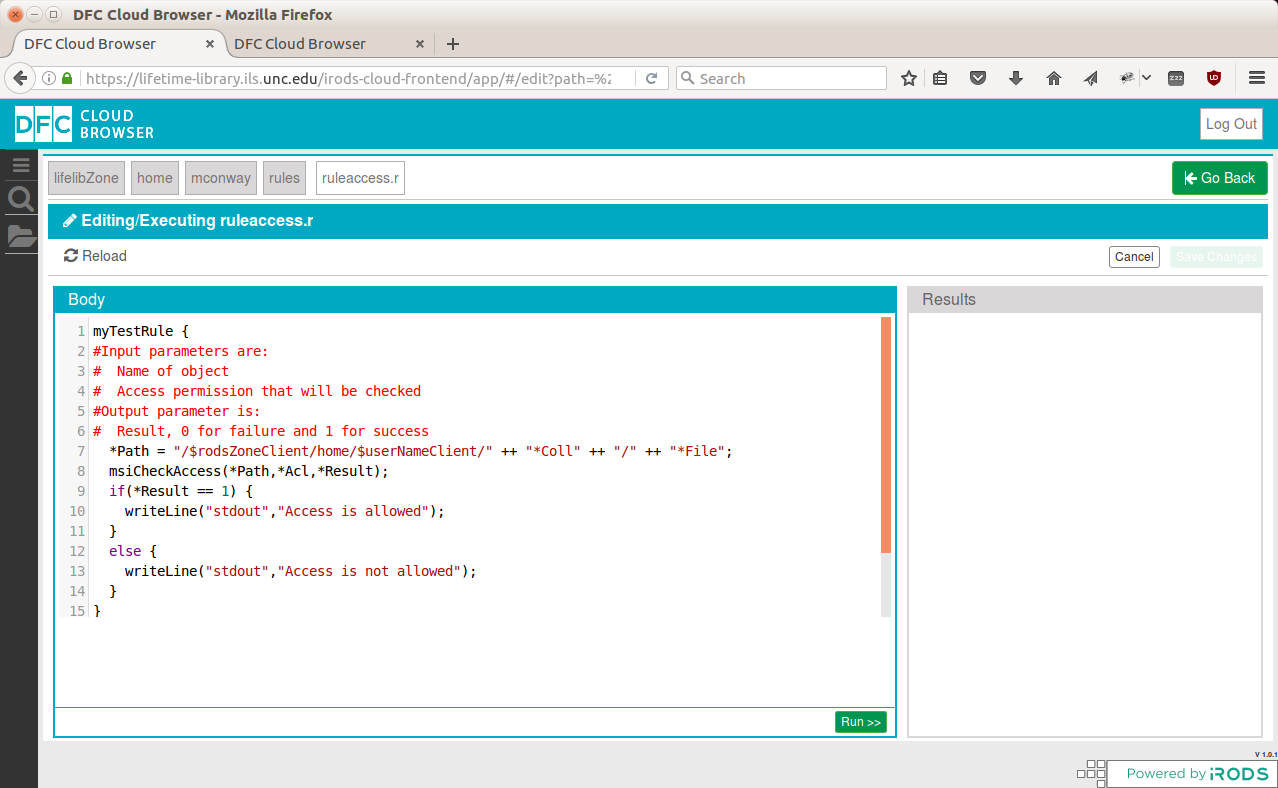 DFC Cloud Browser - Mozilla Firefox
DFC Cloud Browser × DFC Cloud Browser × +
https://lifetime-library.ils.unc.edu/irods-cloud-frontend/app/#/edit?path=%2 Search
DFC CLOUD BROWSER
Log Out
lifelibZone home mconway rules ruleaccess.r Go Back
Editing/Executing ruleaccess.r
Reload Cancel Save Changes
Body
1 myTestRule {
2 #Input parameters are:
3 #  Name of object
4 #  Access permission that will be checked
5 #Output parameter is:
6 #  Result, 0 for failure and 1 for success
7   *Path = "/$rodsZoneClient/home/$userNameClient/" ++ "*Coll" ++ "/" ++ "*File";
8   msiCheckAccess(*Path,*Acl,*Result);
9   if(*Result == 1) {
10     writeLine("stdout","Access is allowed");
11   }
12   else {
13     writeLine("stdout","Access is not allowed");
14   }
15 }
Run >>
Results
V 1.0.1
Powered by iRODS